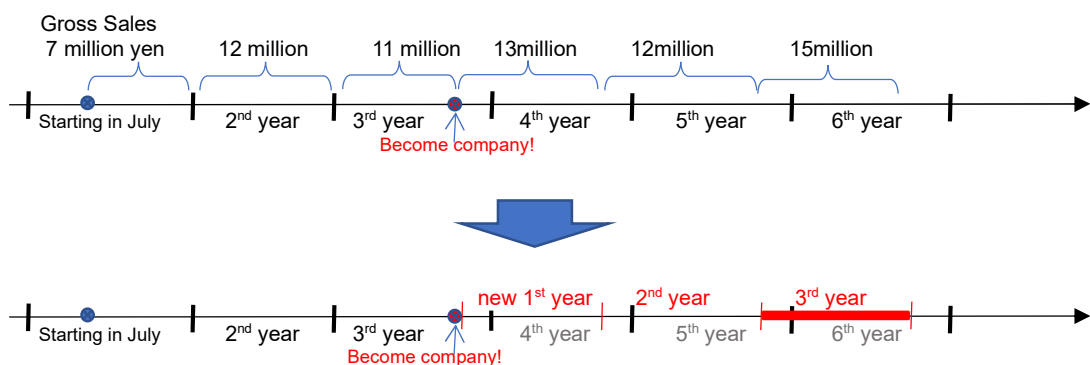 Gross Sales
7 million yen
12 million
11 million
13million
12million
15million
Starting in July
2nd year
3rd year
4th year
5th year
6th year
Become company!
new 1st year
2nd year
3rd year
Starting in July
2nd year
3rd year
4th year
5th year
6th year
Become company!